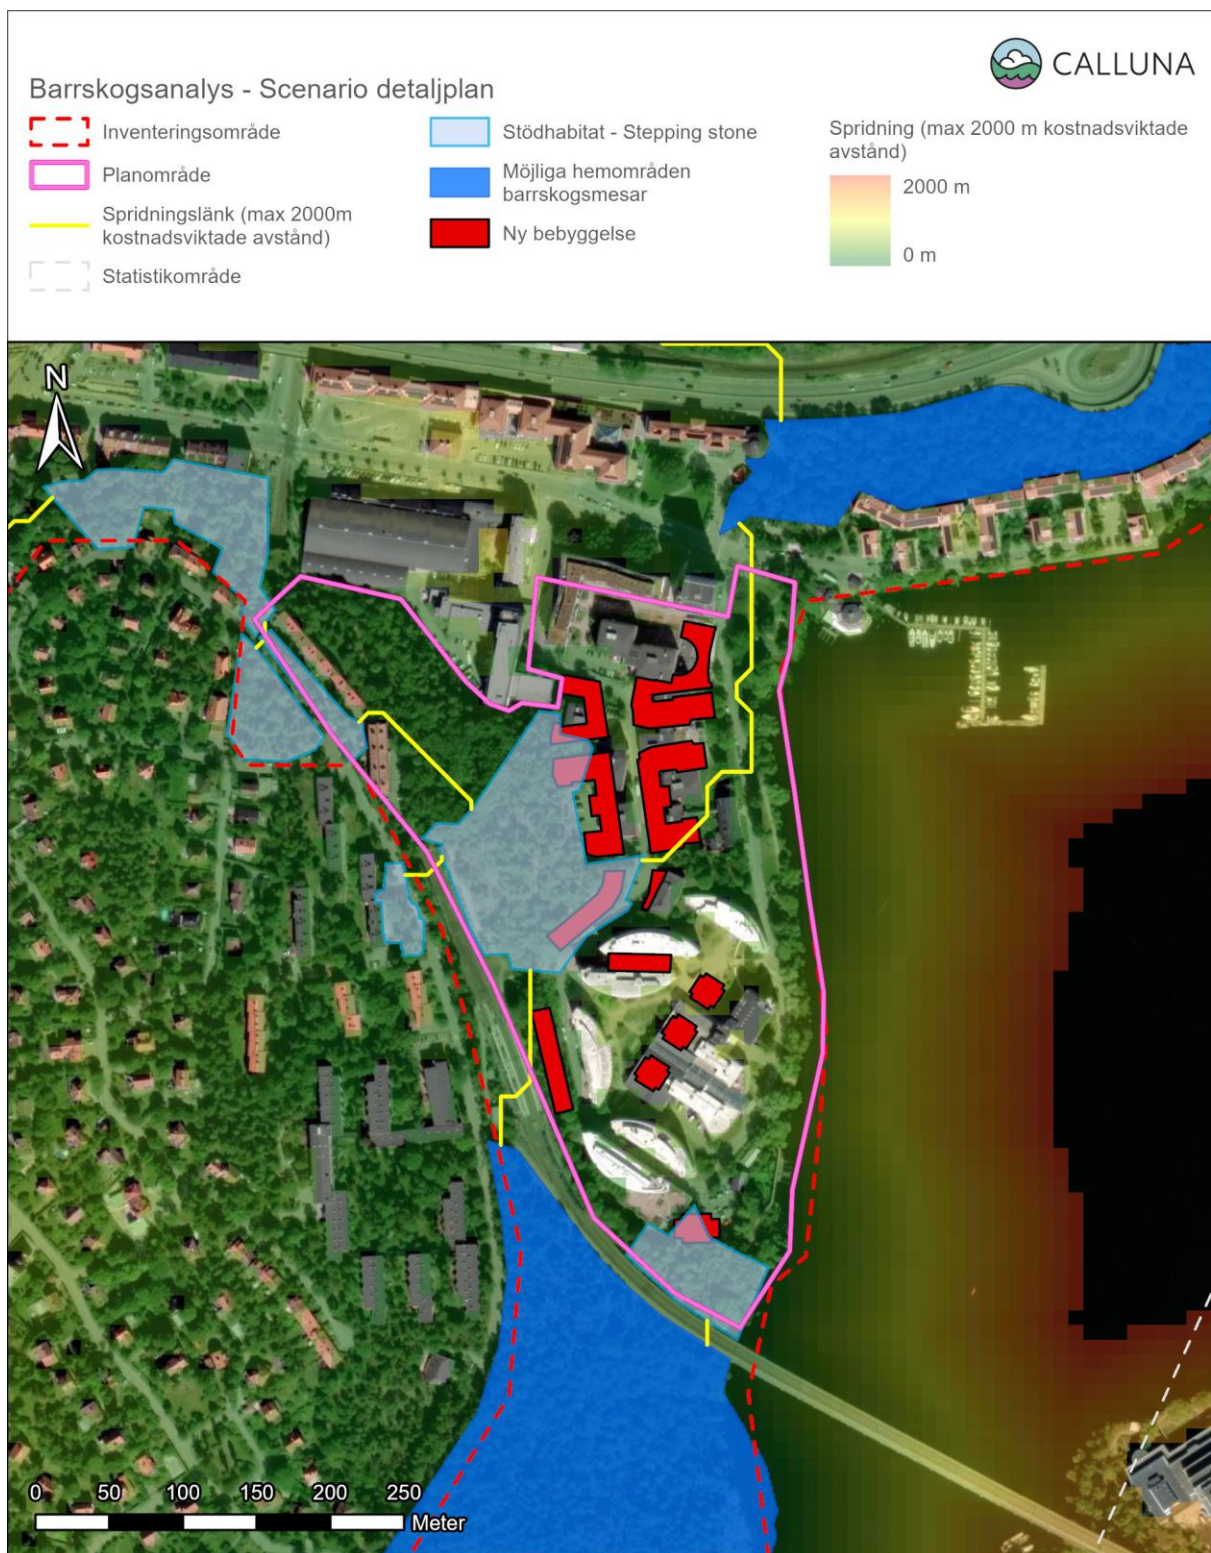 CALLUNA
Barrskogsanalys - Scenario detaljplan
Inventeringsområde
Planområde
Spridningslänk (max 2000m
kostnadsviktade avstånd)
Statistikområde
Stödhabitat - Stepping stone
Möjliga hemområden
barrskogsmesar
Ny bebyggelse
Spridning (max 2000 m kostnadsviktade
avstånd)
2000 m
0 m
N
0 50 100 150 200 250
Meter